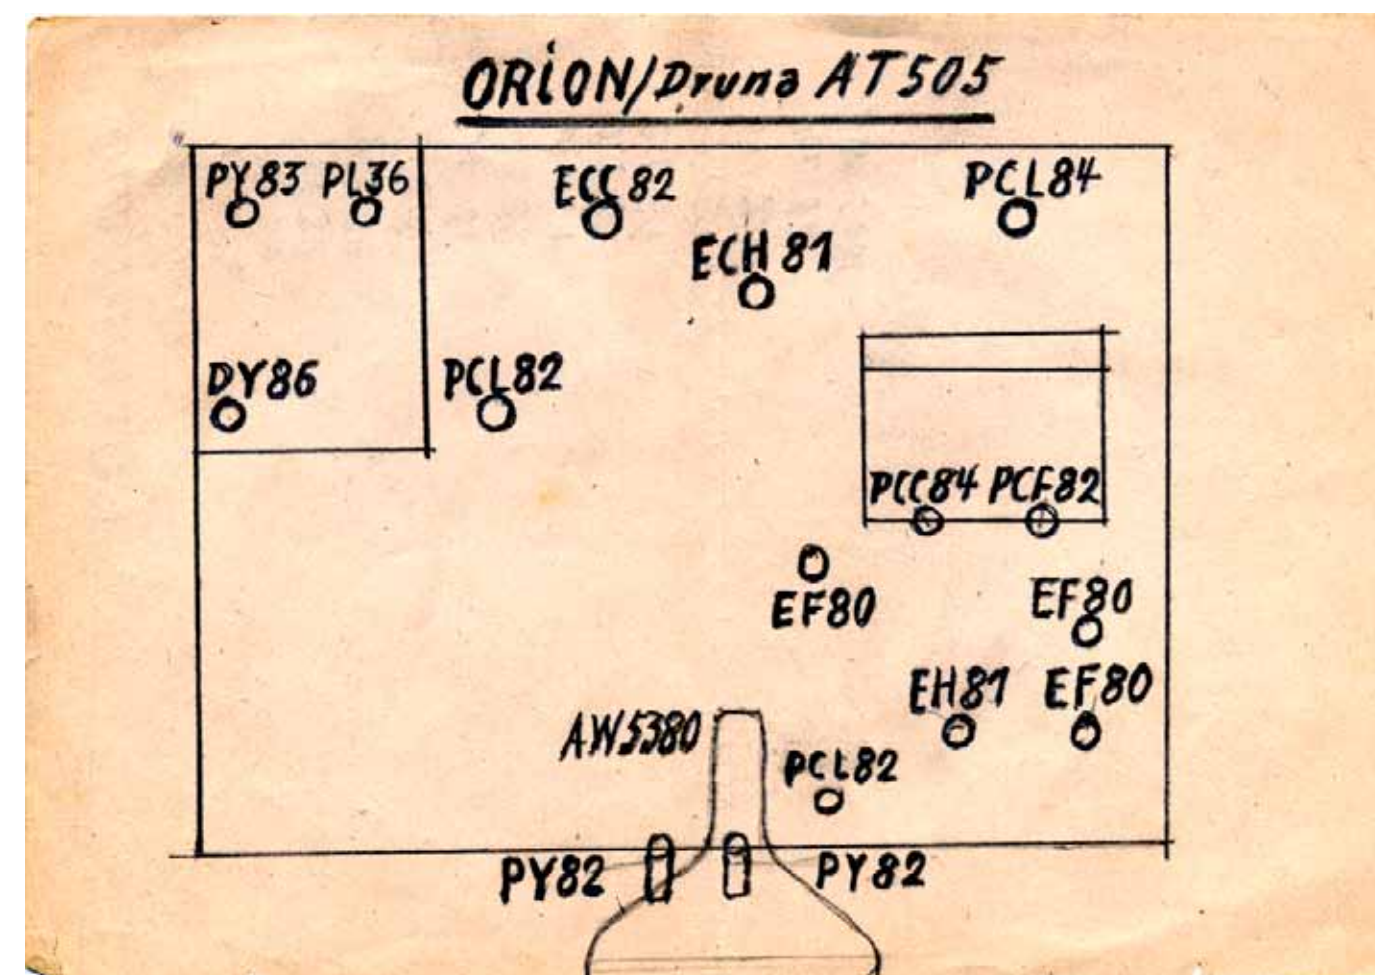 ORiON/Druna AT505
PY83 PL36 ECC82 PCL84
ECH81
DY86 PCL82
PCC84 PCF82
EF80 EF80
EH81 EF80
AW5380
PCL82
PY82 PY82